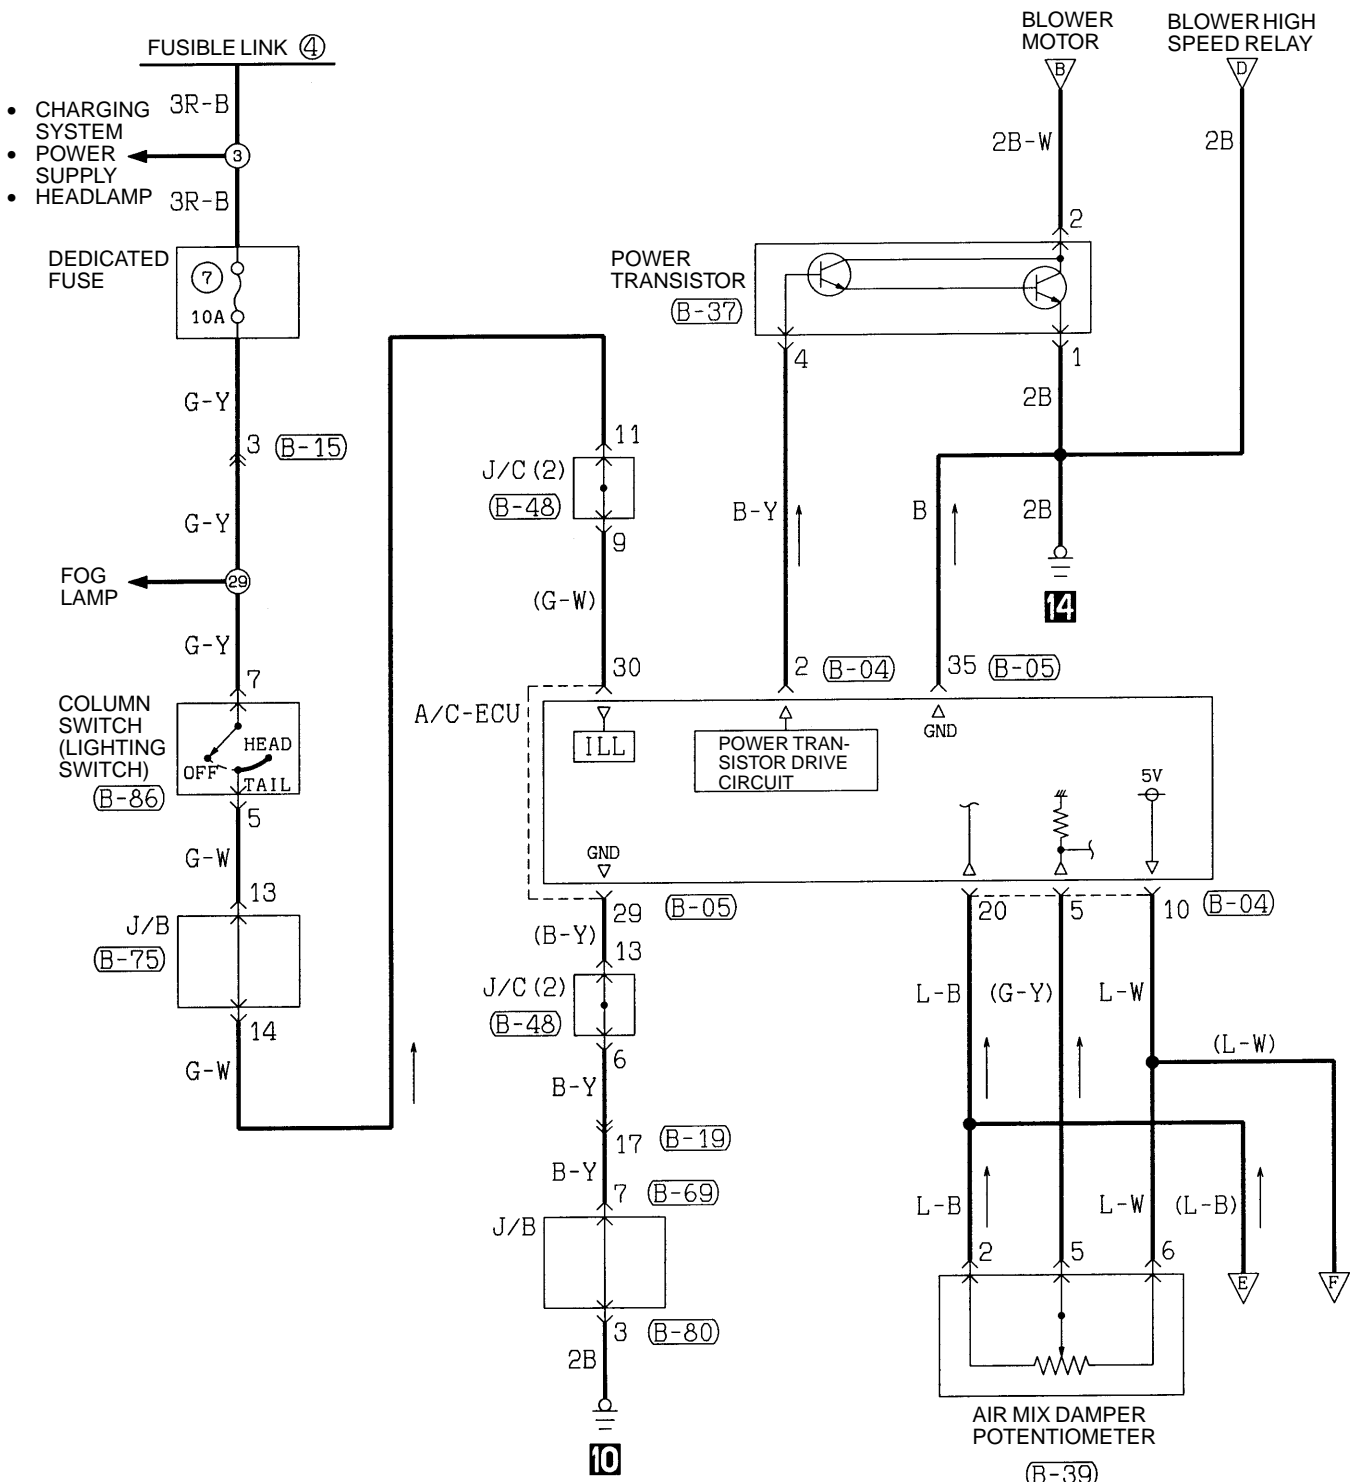 FUSIBLE LINK ④
3R-B
• CHARGING
SYSTEM
• POWER
SUPPLY
• HEADLAMP
3
3R-B
DEDICATED
FUSE
7
10A
G-Y
3 B-15
G-Y
FOG
LAMP
29
G-Y
7
COLUMN
SWITCH
(LIGHTING
SWITCH)
B-86
OFF
HEAD
TAIL
5
G-W
13
J/B
B-75
14
G-W
11
J/C (2)
B-48
9
(G-W)
30
A/C-ECU
ILL
GND
29 B-05
(B-Y)
13
J/C (2)
B-48
6
B-Y
17 B-19
B-Y
7 B-69
J/B
3 B-80
2B
10
BLOWER
MOTOR
B
BLOWER HIGH
SPEED RELAY
D
2B-W
2B
2
POWER
TRANSISTOR
B-37
4
1
2B
B-Y
B
2B
14
2 B-04
35 B-05
POWER TRAN-
SISTOR DRIVE
CIRCUIT
GND
5V
20
5
10 B-04
L-B
(G-Y)
L-W
(L-W)
L-B
L-W
(L-B)
2
5
6
E
F
AIR MIX DAMPER
POTENTIOMETER
B-39